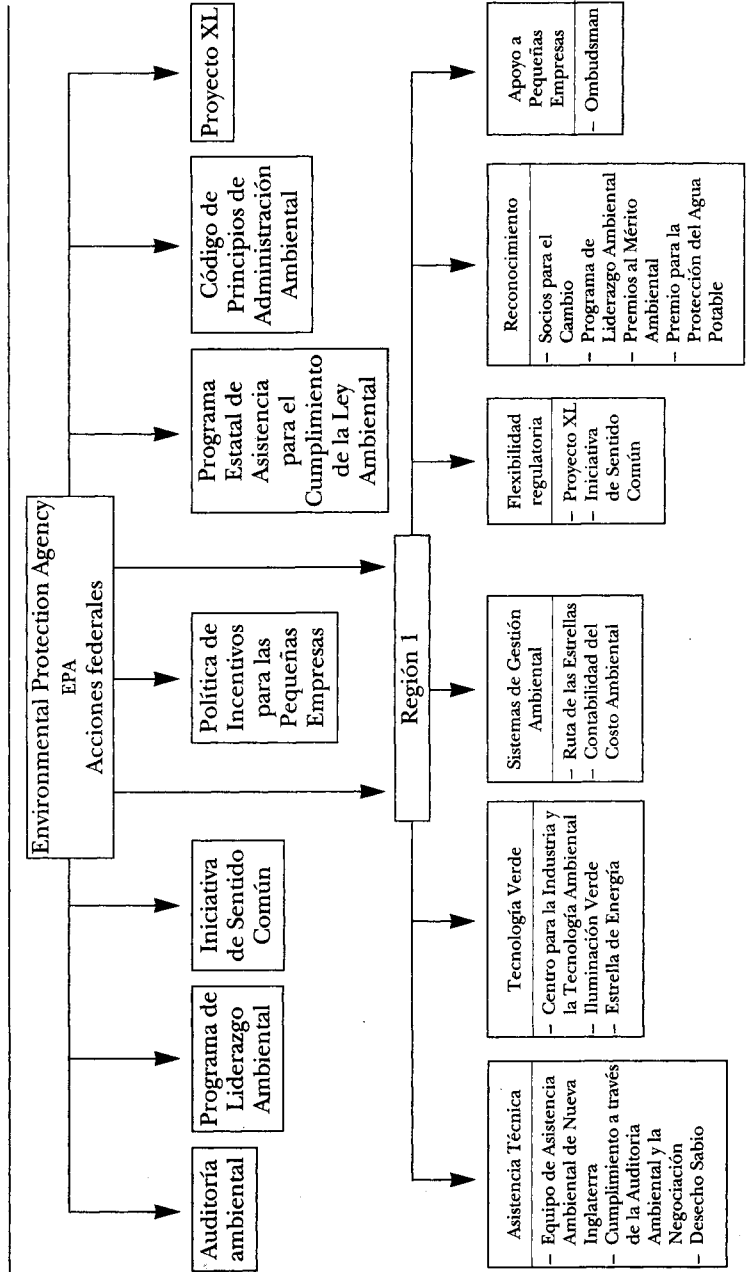 Environmental Protection Agency
EPA
Acciones federales
Auditoría
ambiental
Programa de
Liderazgo
Ambiental
Iniciativa
de Sentido
Común
Política de
Incentivos
para las
Pequeñas
Empresas
Programa
Estatal de
Asistencia
para el
Cumplimiento
de la Ley
Ambiental
Código de
Principios de
Administración
Ambiental
Proyecto XL
Región 1
Asistencia Técnica
– Equipo de Asistencia
Ambiental de Nueva
Inglaterra
– Cumplimiento a través
de la Auditoria
Ambiental y la
Negociación
– Desecho Sabio
Tecnología Verde
– Centro para la Industria y
la Tecnología Ambiental
– Iluminación Verde
– Estrella de Energía
Sistemas de Gestión
Ambiental
– Ruta de las Estrellas
– Contabilidad del
Costo Ambiental
Flexibilidad
regulatoria
– Proyecto XL
– Iniciativa
de Sentido
Común
Reconocimiento
– Socios para el
Cambio
– Programa de
Liderazgo Ambiental
– Premios al Mérito
Ambiental
– Premio para la
Protección del Agua
Potable
Apoyo a
Pequeñas
Empresas
– Ombudsman